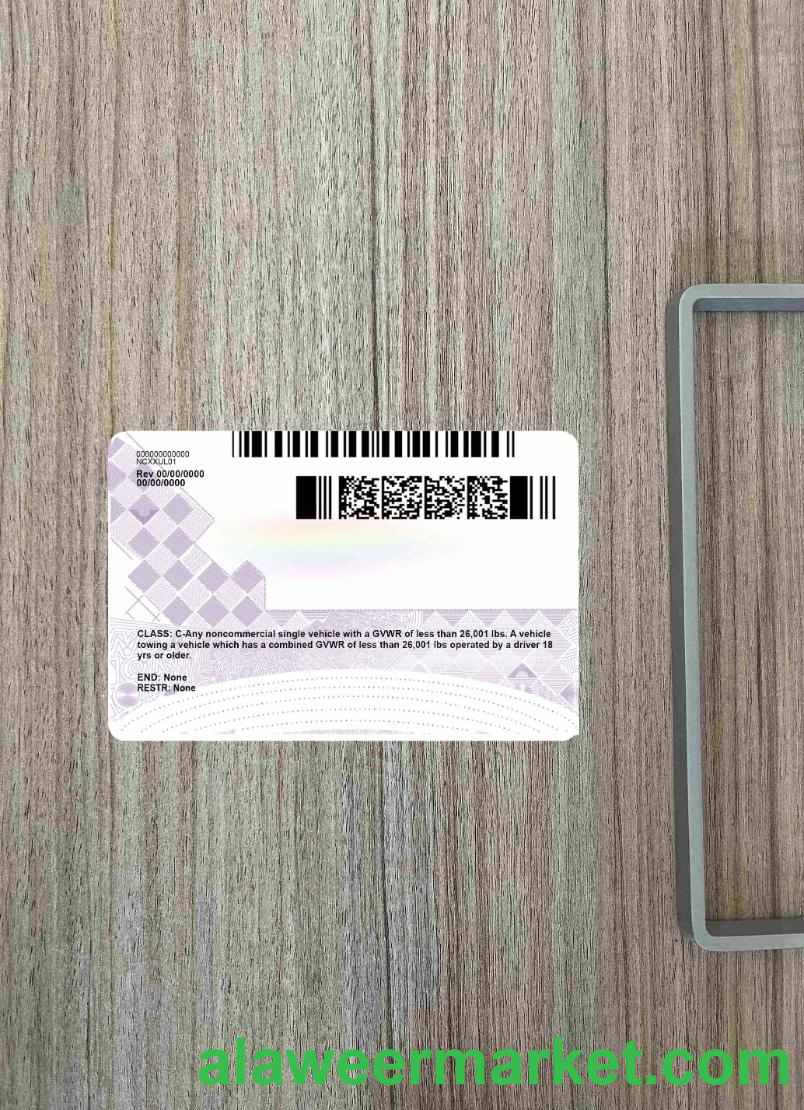 000000000000
NCXXUL01
Rev 00/00/0000
00/00/0000
CLASS: C-Any noncommercial single vehicle with a GVWR of less than 26,001 lbs. A vehicle
towing a vehicle which has a combined GVWR of less than 26,001 lbs operated by a driver 18
yrs or older.
END: None
RESTR: None
alaweermarket.com